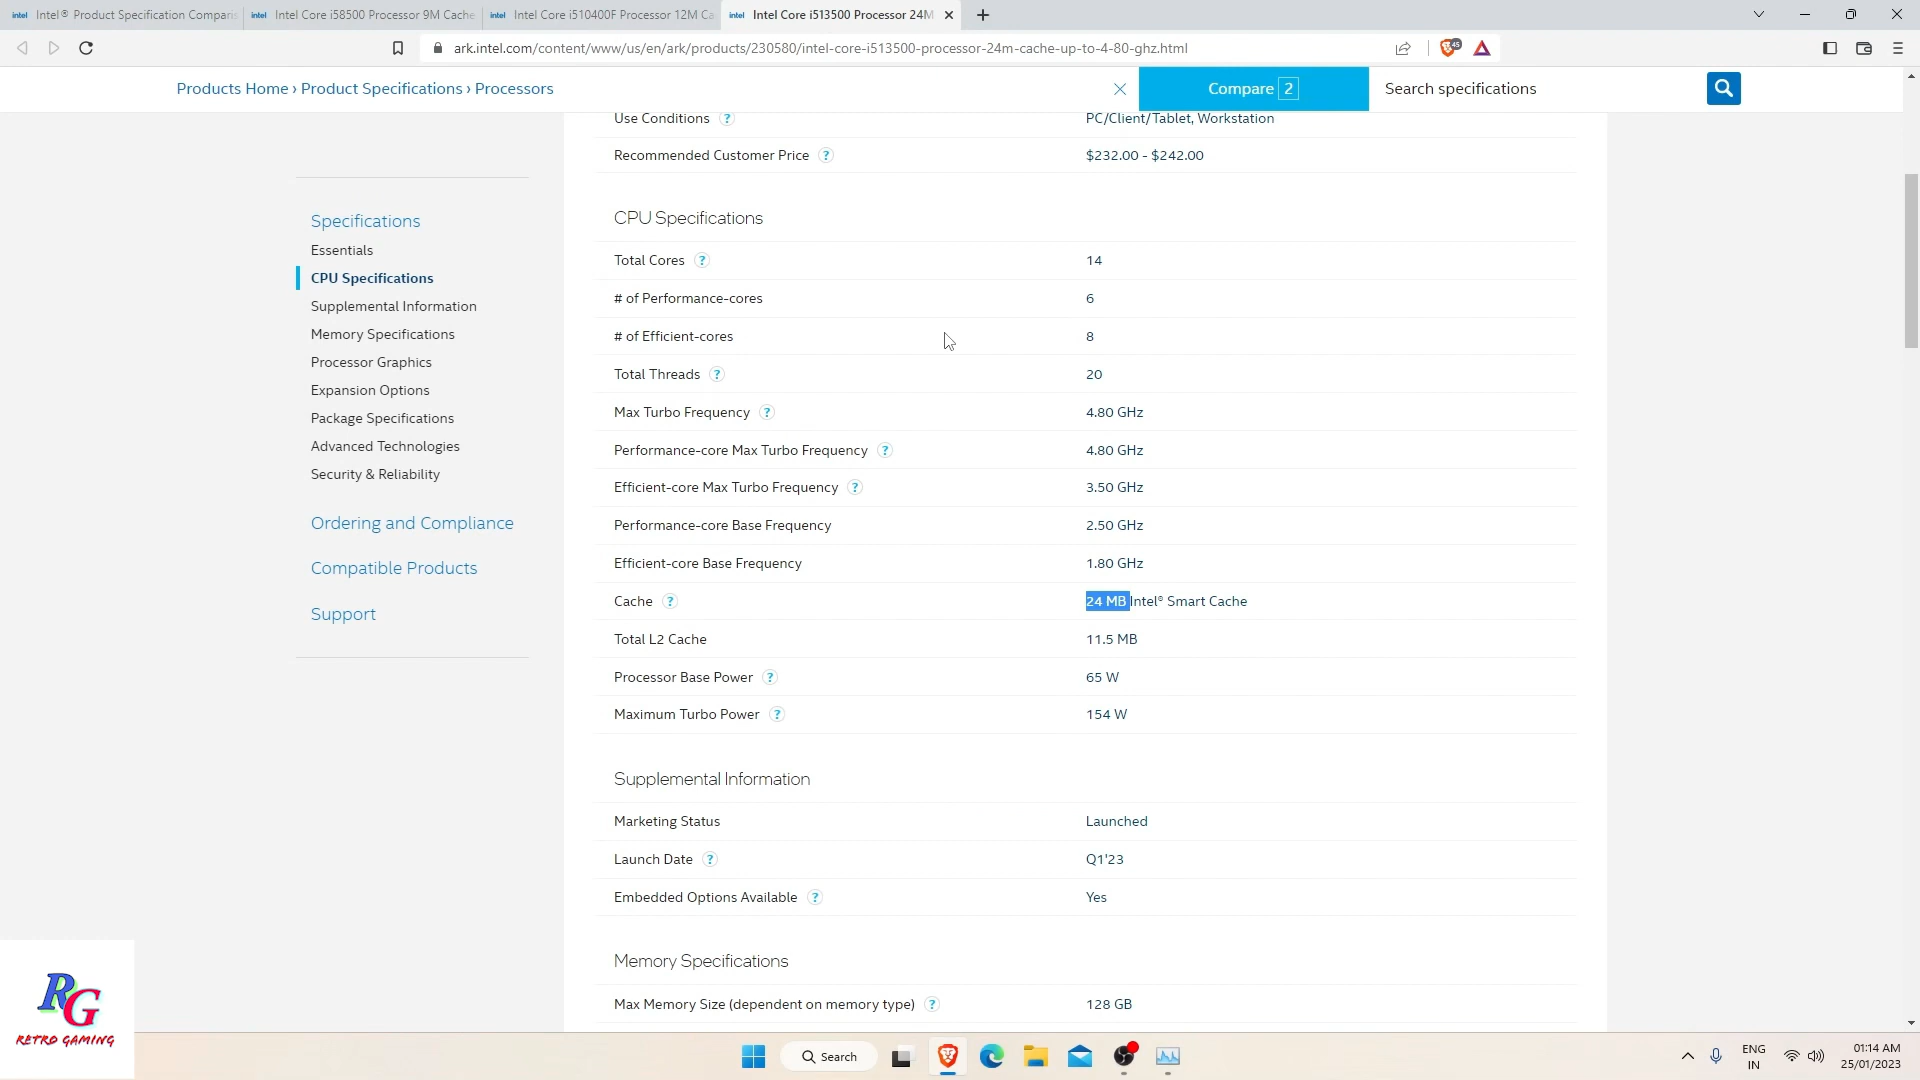 intel Intel® Product Specification Comparis
intel Intel Core i58500 Processor 9M Cache
intel Intel Core i510400F Processor 12M Ca
intel Intel Core i513500 Processor 24M
ark.intel.com/content/www/us/en/ark/products/230580/intel-core-i513500-processor-24m-cache-up-to-4-80-ghz.html
45
Products Home › Product Specifications › Processors
Compare 2
Search specifications
Use Conditions ? PC/Client/Tablet, Workstation
Recommended Customer Price ? $232.00 - $242.00
Specifications
Essentials
CPU Specifications
Supplemental Information
Memory Specifications
Processor Graphics
Expansion Options
Package Specifications
Advanced Technologies
Security & Reliability
Ordering and Compliance
Compatible Products
Support
CPU Specifications
Total Cores ? 14
# of Performance-cores 6
# of Efficient-cores 8
Total Threads ? 20
Max Turbo Frequency ? 4.80 GHz
Performance-core Max Turbo Frequency ? 4.80 GHz
Efficient-core Max Turbo Frequency ? 3.50 GHz
Performance-core Base Frequency 2.50 GHz
Efficient-core Base Frequency 1.80 GHz
Cache ? 24 MB Intel® Smart Cache
Total L2 Cache 11.5 MB
Processor Base Power ? 65 W
Maximum Turbo Power ? 154 W
Supplemental Information
Marketing Status Launched
Launch Date ? Q1'23
Embedded Options Available ? Yes
Memory Specifications
Max Memory Size (dependent on memory type) ? 128 GB
RG
RETRO GAMING
Search
ENG
IN
01:14 AM
25/01/2023